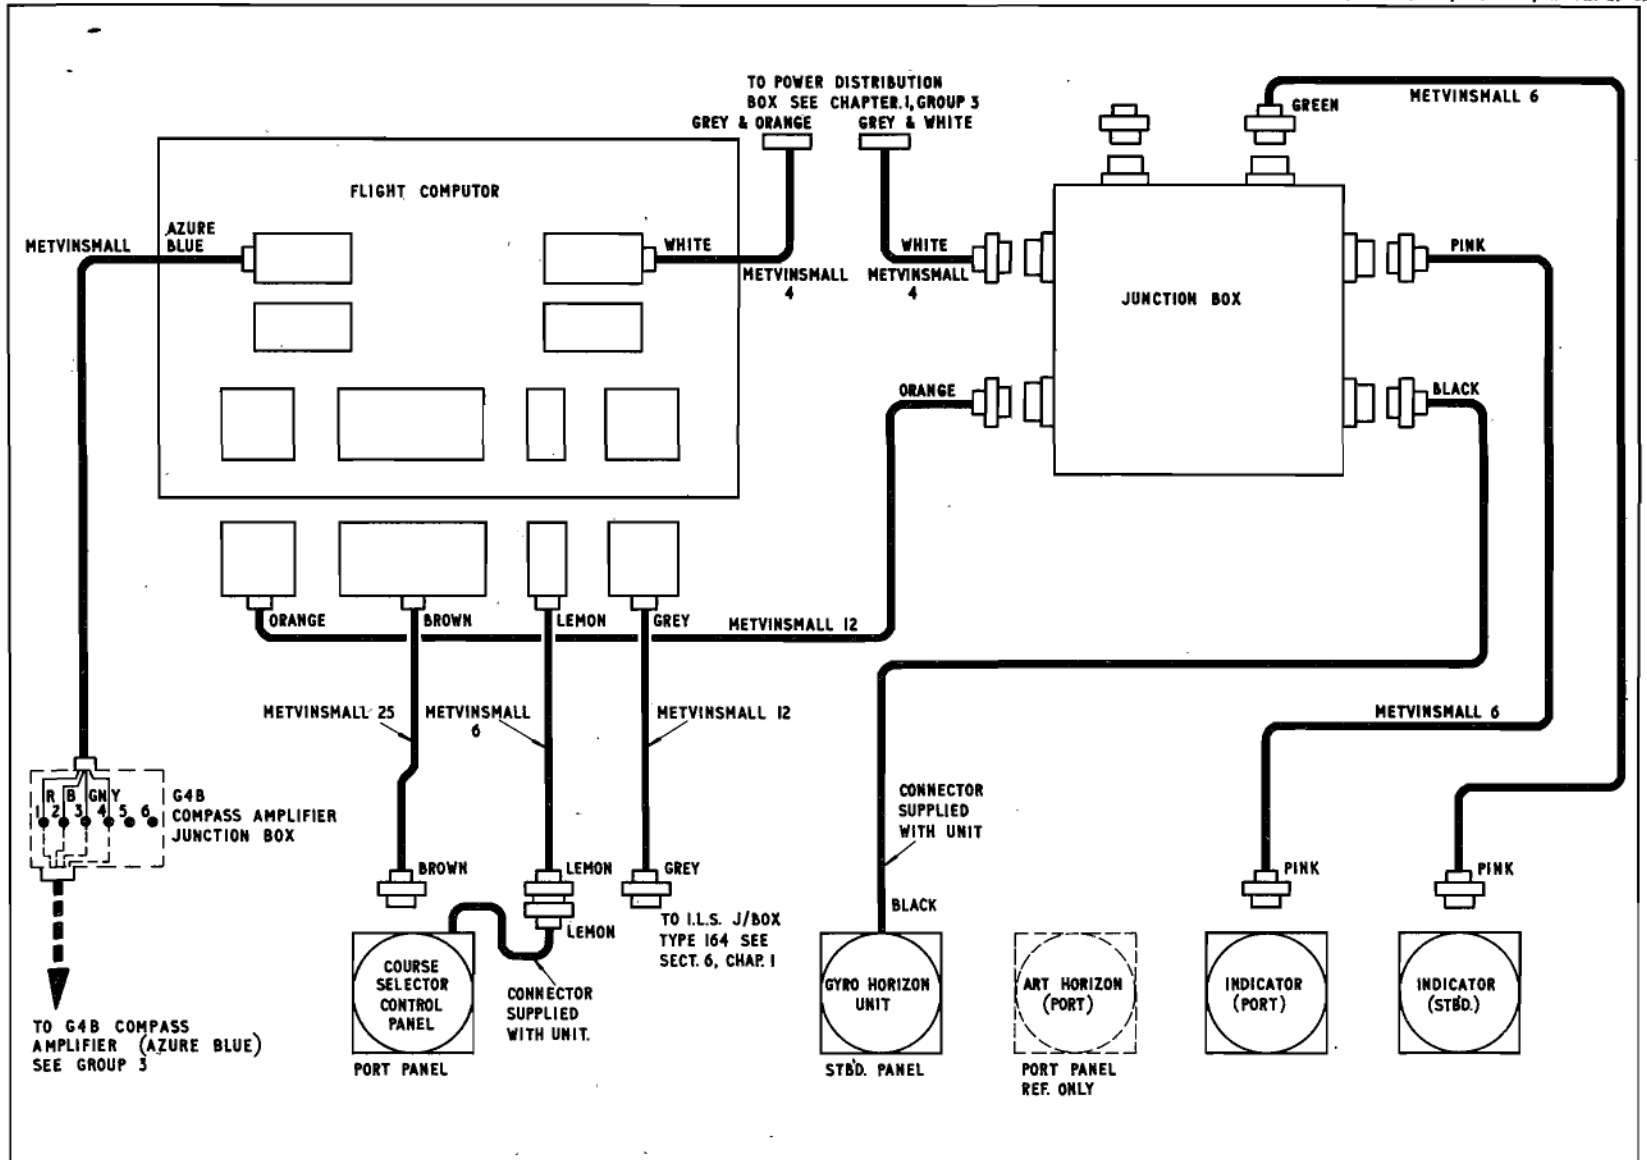 TO POWER DISTRIBUTION
BOX SEE CHAPTER.1, GROUP 3
GREY & ORANGE
GREY & WHITE
GREEN
METVINSMALL 6
FLIGHT COMPUTOR
METVINSMALL
AZURE
BLUE
WHITE
METVINSMALL
4
WHITE
METVINSMALL
4
JUNCTION BOX
PINK
ORANGE
BLACK
ORANGE
BROWN
LEMON
GREY
METVINSMALL 12
METVINSMALL 25
METVINSMALL
6
METVINSMALL 12
METVINSMALL 6
R B GN Y
1 2 3 4 5 6
G4B
COMPASS AMPLIFIER
JUNCTION BOX
CONNECTOR
SUPPLIED
WITH UNIT
BROWN
LEMON
GREY
PINK
PINK
BLACK
LEMON
TO I.L.S. J/BOX
TYPE 164 SEE
SECT. 6, CHAP. 1
COURSE
SELECTOR
CONTROL
PANEL
CONNECTOR
SUPPLIED
WITH UNIT.
GYRO HORIZON
UNIT
ART HORIZON
(PORT)
INDICATOR
(PORT)
INDICATOR
(STBD.)
TO G4B COMPASS
AMPLIFIER (AZURE BLUE)
SEE GROUP 3
PORT PANEL
STBD. PANEL
PORT PANEL
REF. ONLY